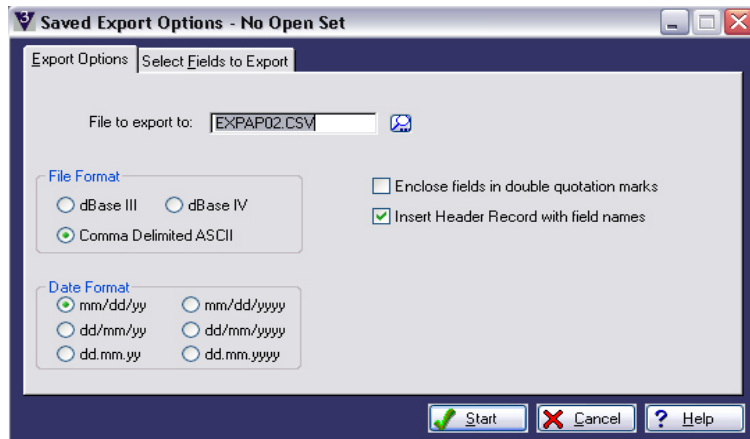 3 Saved Export Options - No Open Set
Export Options Select Fields to Export
File to export to: EXPAP02.CSV
File Format
dBase III dBase IV
Comma Delimited ASCII
Enclose fields in double quotation marks
Insert Header Record with field names
Date Format
mm/dd/yy mm/dd/yyyy
dd/mm/yy dd/mm/yyyy
dd.mm.yy dd.mm.yyyy
Start Cancel ? Help